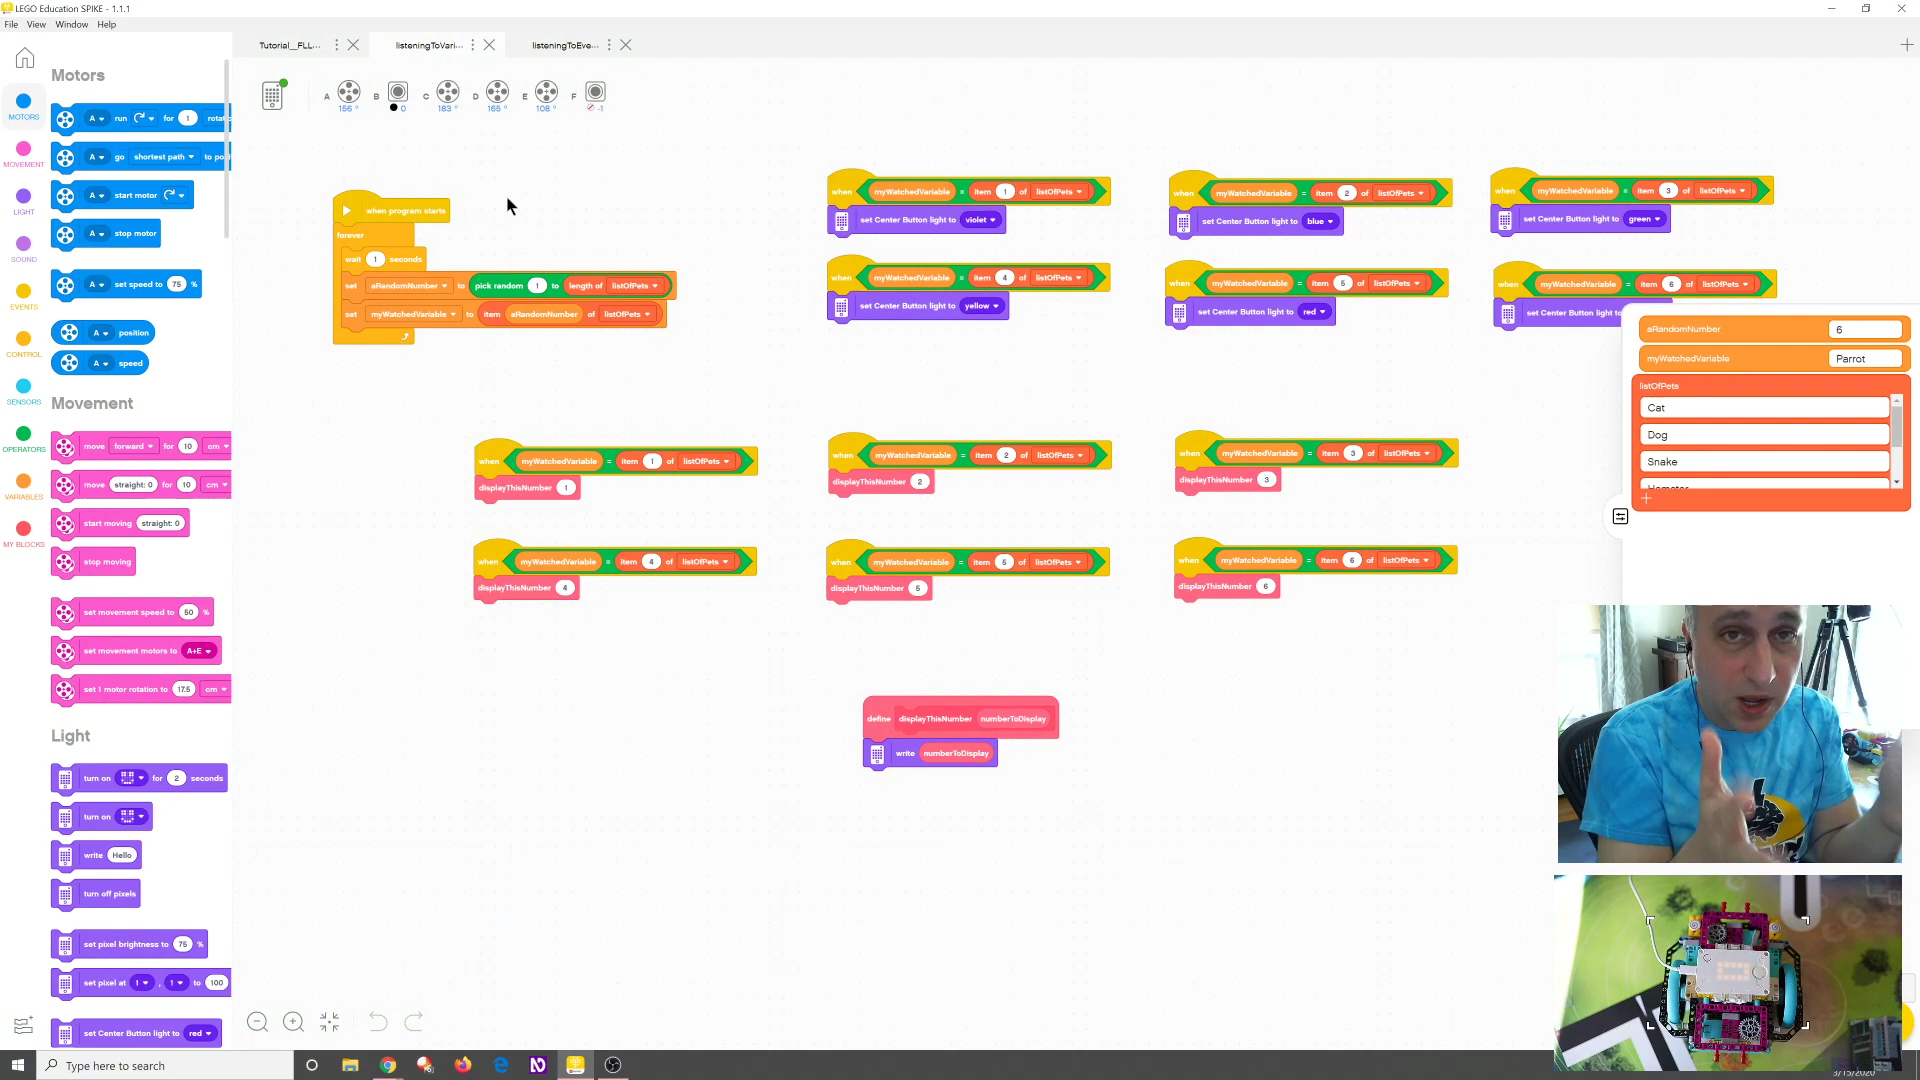 LEGO Education SPIKE - 1.1.1
File View Window Help
Tutorial__FLL...
listeningToVari...
listeningToEve...
A 156° B 0 C 183° D 165° E 108° F -1
MOTORS
MOVEMENT
LIGHT
SOUND
EVENTS
CONTROL
SENSORS
OPERATORS
VARIABLES
MY BLOCKS
Motors
A run for 1
A go shortest path to
A start motor
A stop motor
A set speed to 75 %
A position
A speed
Movement
move forward for 10 cm
move straight: 0 for 10 cm
start moving straight: 0
stop moving
set movement speed to 50 %
set movement motors to A+E
set 1 motor rotation to 17.5 cm
Light
turn on for 2 seconds
turn on
write Hello
turn off pixels
set pixel brightness to 75 %
set pixel at 1 , 1 to 100
set Center Button light to red
when program starts
forever
wait 1 seconds
set aRandomNumber to pick random 1 to length of listOfPets
set myWatchedVariable to item aRandomNumber of listOfPets
when myWatchedVariable = item 1 of listOfPets
set Center Button light to violet
when myWatchedVariable = item 2 of listOfPets
set Center Button light to blue
when myWatchedVariable = item 3 of listOfPets
set Center Button light to green
when myWatchedVariable = item 4 of listOfPets
set Center Button light to yellow
when myWatchedVariable = item 5 of listOfPets
set Center Button light to red
when myWatchedVariable = item 6 of listOfPets
set Center Button light to
when myWatchedVariable = item 1 of listOfPets
displayThisNumber 1
when myWatchedVariable = item 2 of listOfPets
displayThisNumber 2
when myWatchedVariable = item 3 of listOfPets
displayThisNumber 3
when myWatchedVariable = item 4 of listOfPets
displayThisNumber 4
when myWatchedVariable = item 5 of listOfPets
displayThisNumber 5
when myWatchedVariable = item 6 of listOfPets
displayThisNumber 6
define displayThisNumber numberToDisplay
write numberToDisplay
aRandomNumber 6
myWatchedVariable Parrot
listOfPets
Cat
Dog
Snake
Type here to search